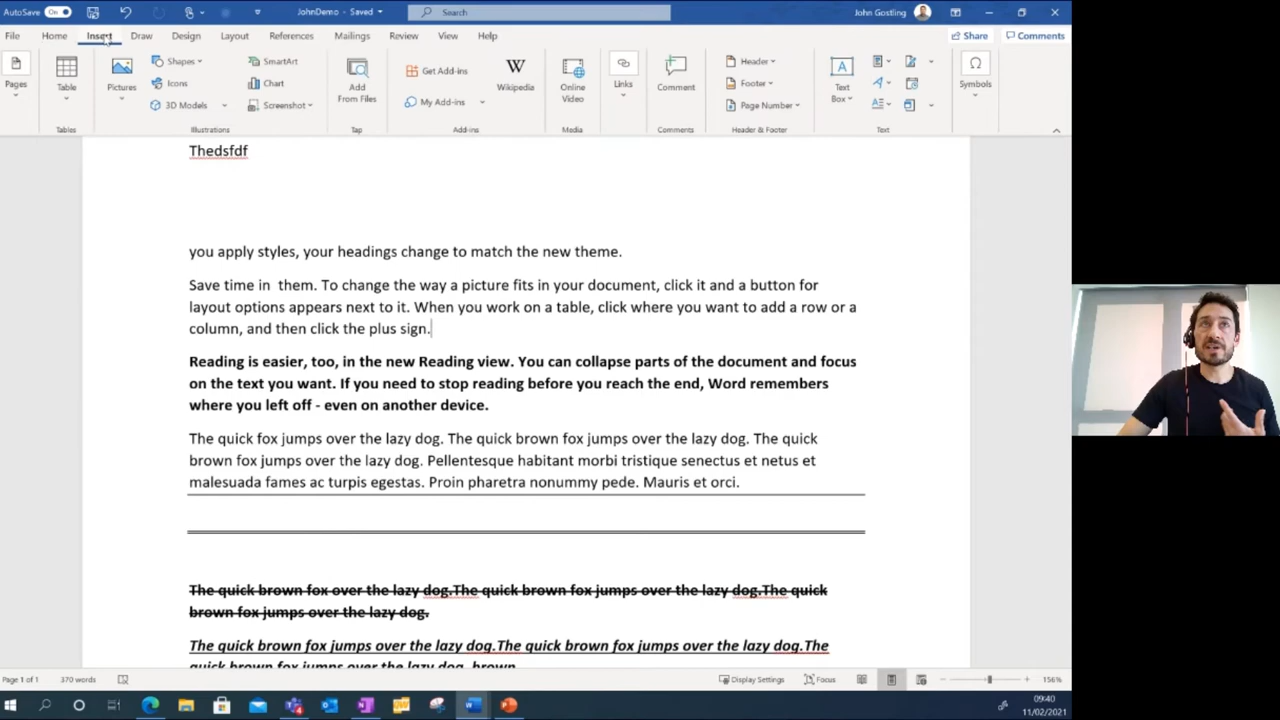 AutoSave On JohnDemo - Saved Search John Gostling
File Home Insert Draw Design Layout References Mailings Review View Help Share Comments
Pages
Table
Pictures
Shapes
Icons
3D Models
SmartArt
Chart
Screenshot
Add
From Files
Get Add-ins
My Add-ins
Wikipedia
Online
Video
Links
Comment
Header
Footer
Page Number
Text
Box
Symbols
Tables Illustrations Tap Add-ins Media Comments Header & Footer Text
Thedsfdf
you apply styles, your headings change to match the new theme.
Save time in  them. To change the way a picture fits in your document, click it and a button for
layout options appears next to it. When you work on a table, click where you want to add a row or a
column, and then click the plus sign.
Reading is easier, too, in the new Reading view. You can collapse parts of the document and focus
on the text you want. If you need to stop reading before you reach the end, Word remembers
where you left off - even on another device.
The quick fox jumps over the lazy dog. The quick brown fox jumps over the lazy dog. The quick
brown fox jumps over the lazy dog. Pellentesque habitant morbi tristique senectus et netus et
malesuada fames ac turpis egestas. Proin pharetra nonummy pede. Mauris et orci.
The quick brown fox over the lazy dog.The quick brown fox jumps over the lazy dog.The quick
brown fox jumps over the lazy dog.
The quick brown fox jumps over the lazy dog.The quick brown fox jumps over the lazy dog.The
quick brown fox jumps over the lazy dog. brown
Page 1 of 1 370 words Display Settings Focus 156%
09:40
11/02/2021